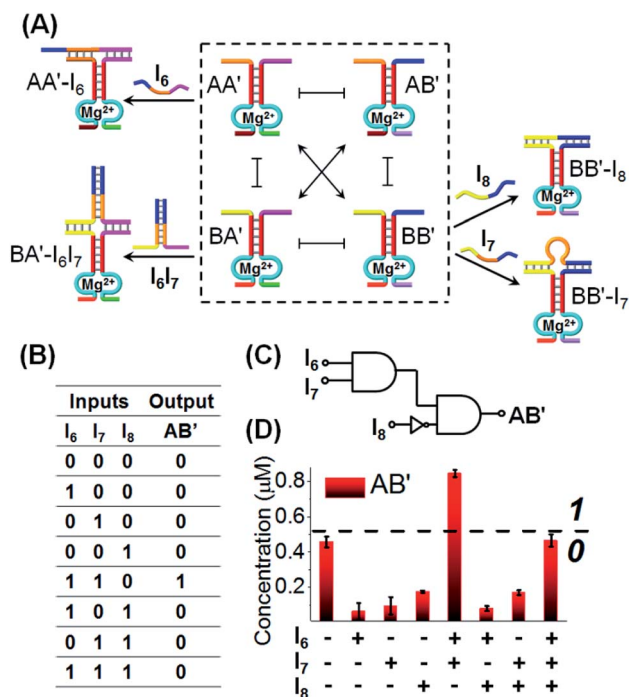 (A)
I6
AA' AB'
AA'-I6
Mg2+ Mg2+ Mg2+
I8
BB'-I8
Mg2+
BA' BB'
I7
BA'-I6I7
I6I7
Mg2+ Mg2+ Mg2+
BB'-I7
Mg2+
(B)
Inputs Output
I6 I7 I8 AB'
0 0 0 0
1 0 0 0
0 1 0 0
0 0 1 0
1 1 0 1
1 0 1 0
0 1 1 0
1 1 1 0
(C)
I6
I7
I8
AB'
(D)
Concentration (μM)
0.8
0.6
0.4
0.2
AB'
1
0
I6 - + - - + + - +
I7 - - + - + - + +
I8 - - - + - + + +